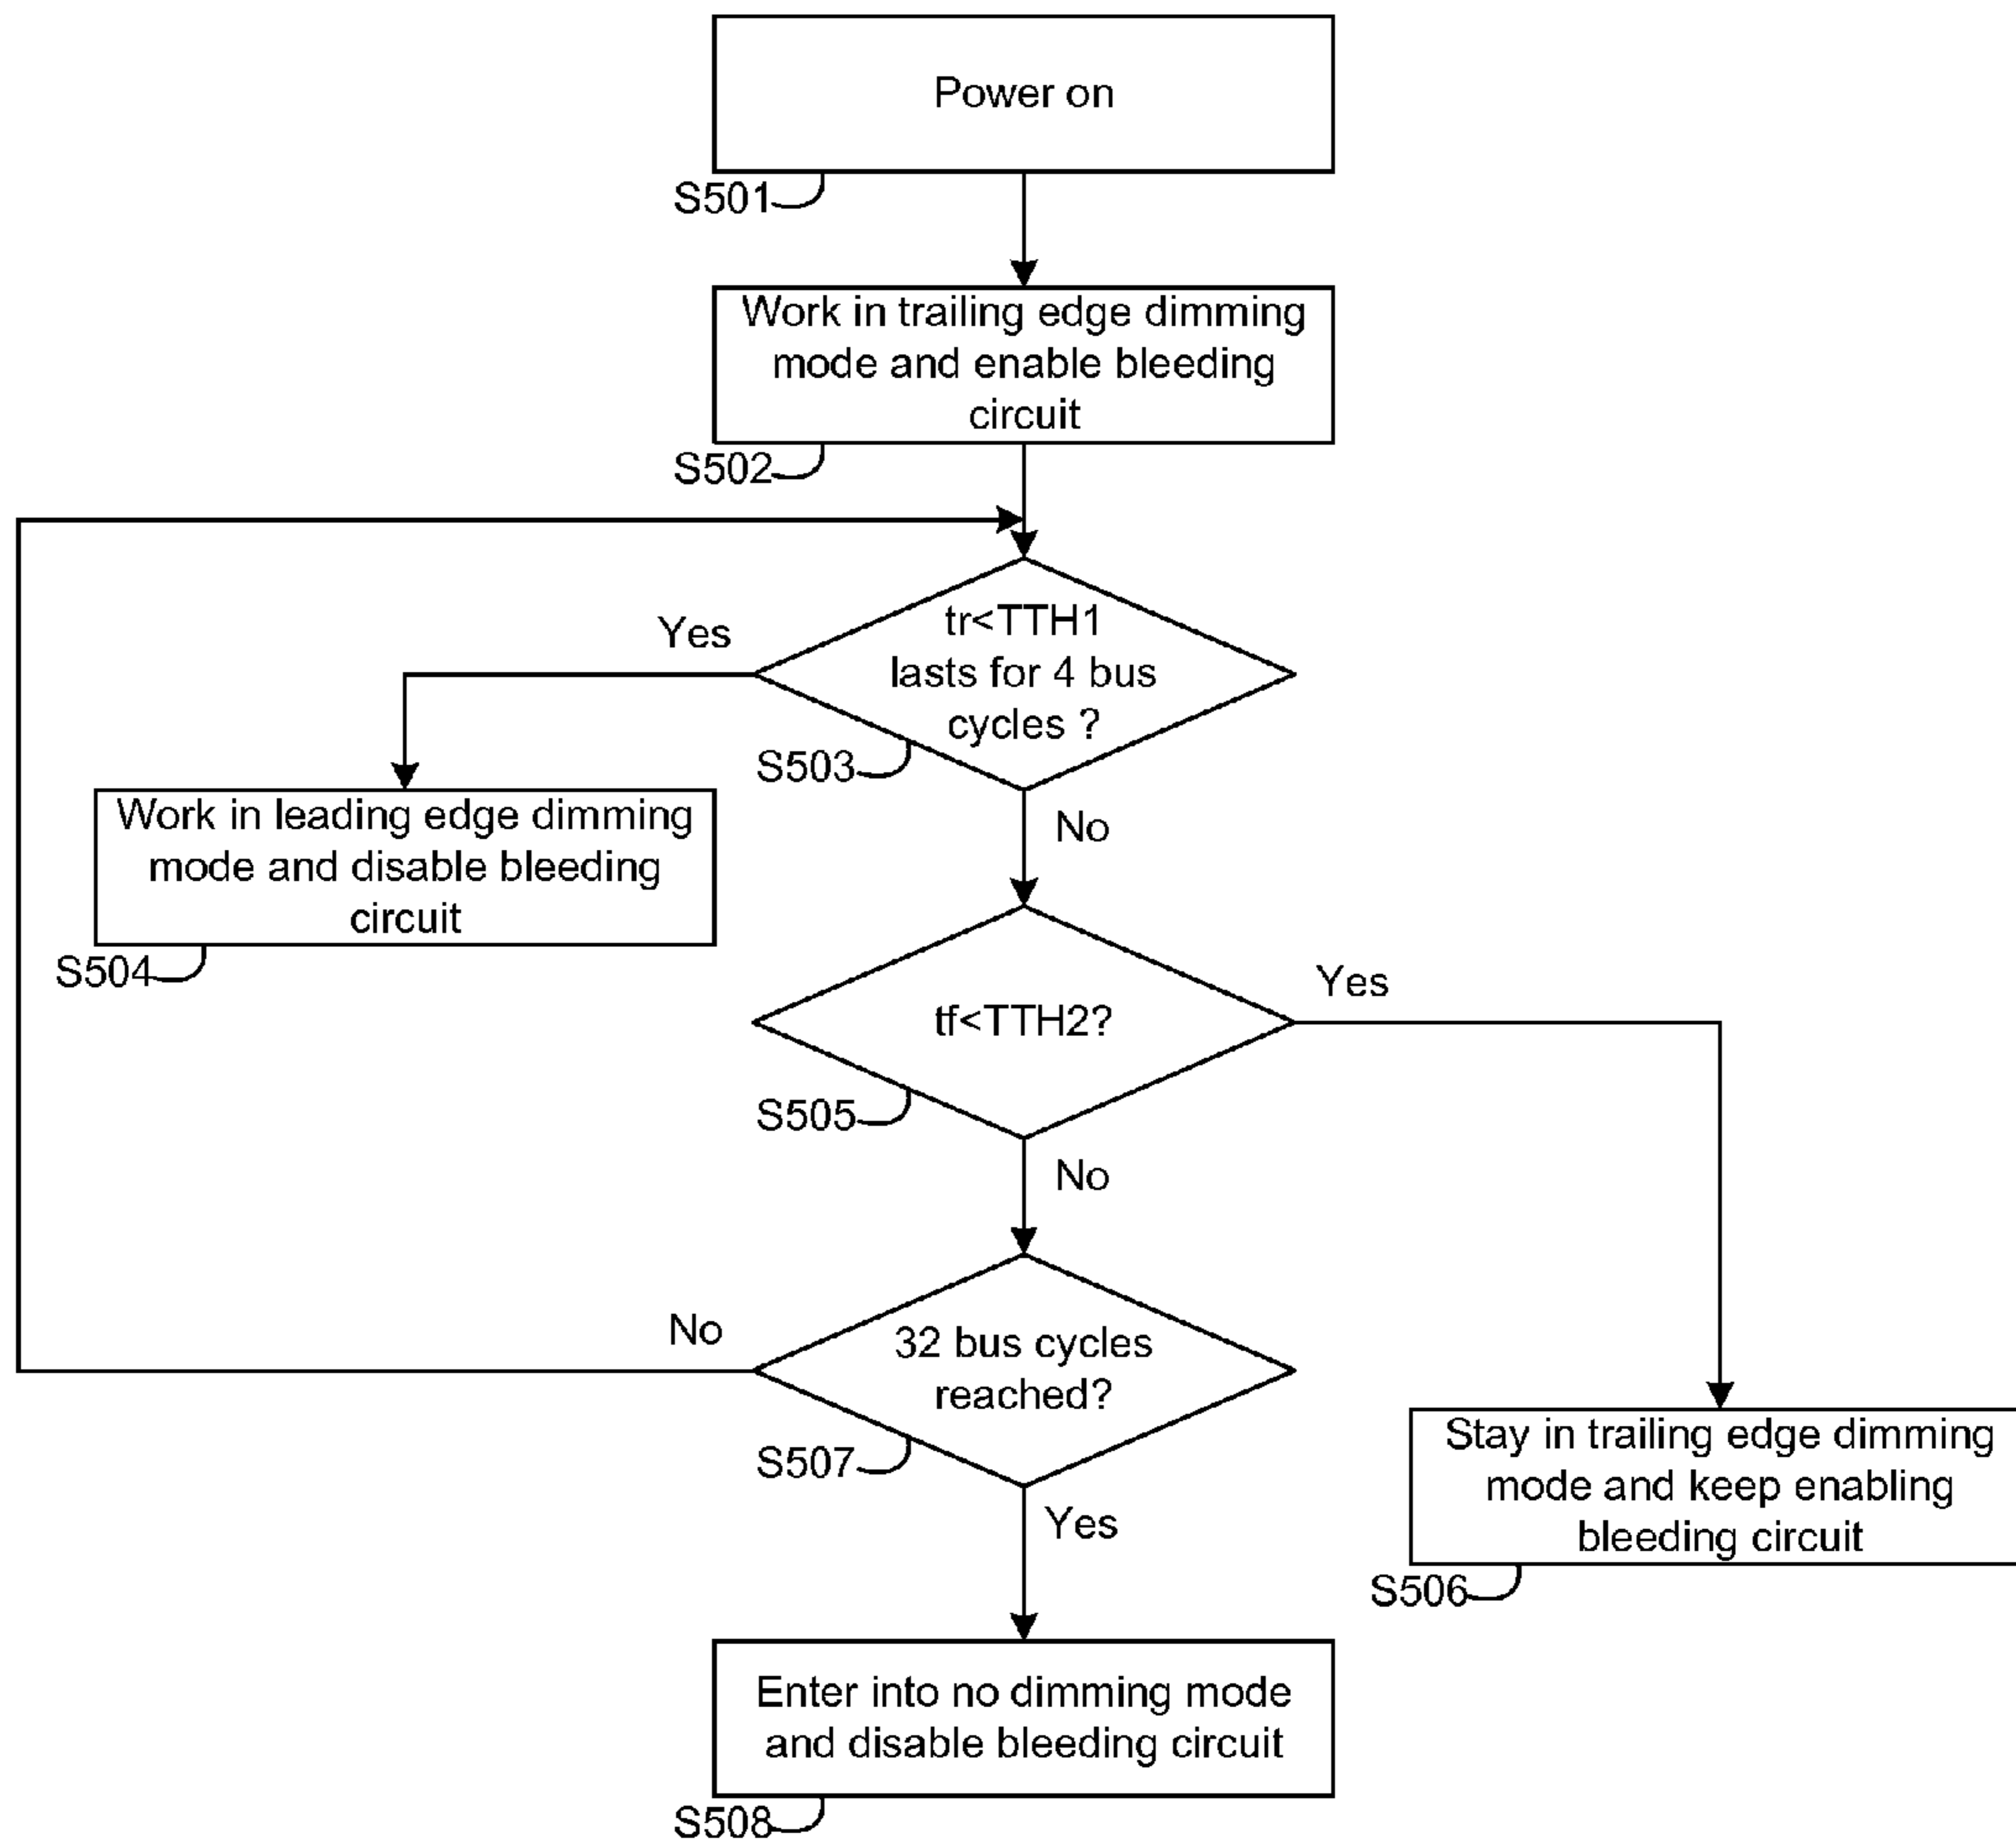 Power on
S501
Work in trailing edge dimming
mode and enable bleeding
circuit
S502
tr<TTH1
lasts for 4 bus
cycles ?
Yes
S503
No
Work in leading edge dimming
mode and disable bleeding
circuit
S504
tf<TTH2?
Yes
S505
No
32 bus cycles
reached?
No
S507
Yes
Stay in trailing edge dimming
mode and keep enabling
bleeding circuit
S506
Enter into no dimming mode
and disable bleeding circuit
S508